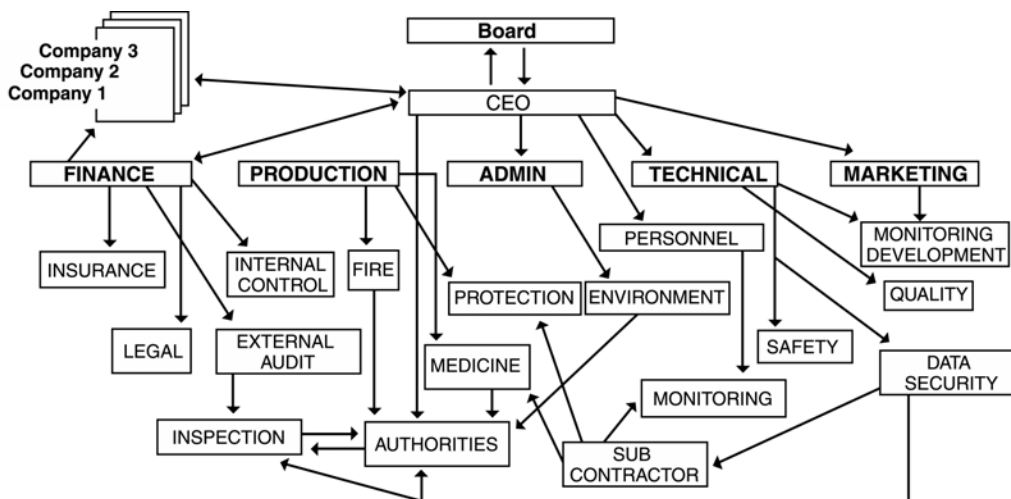 Board
Company 3
Company 2
Company 1
CEO
FINANCE
PRODUCTION
ADMIN
TECHNICAL
MARKETING
PERSONNEL
MONITORING
DEVELOPMENT
INSURANCE
INTERNAL
CONTROL
FIRE
PROTECTION
ENVIRONMENT
QUALITY
LEGAL
EXTERNAL
AUDIT
MEDICINE
SAFETY
DATA
SECURITY
MONITORING
INSPECTION
AUTHORITIES
SUB
CONTRACTOR